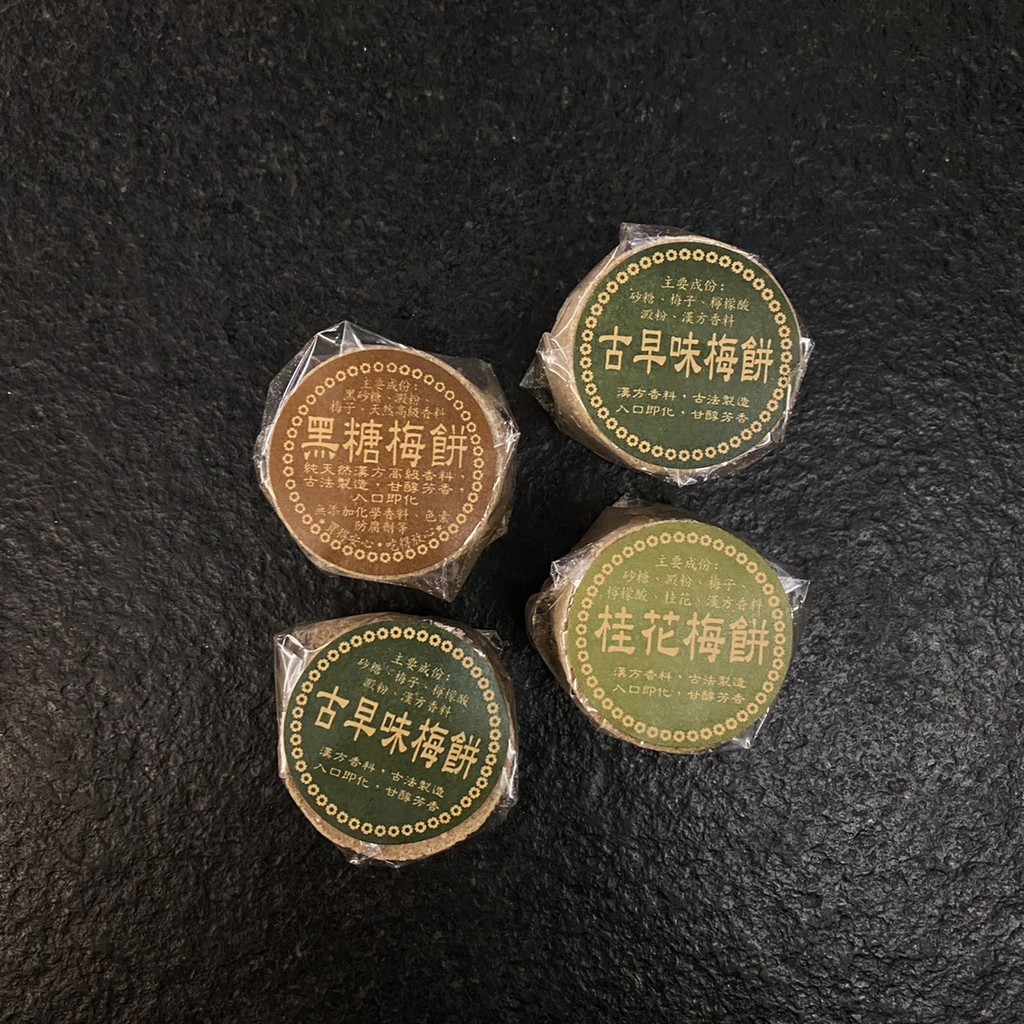 主要成份：
砂糖、梅子、檸檬酸
澱粉、漢方香料
古早味梅餅
漢方香料，古法製造
入口即化，甘醇芳香
主要成份：
黑砂糖、澱粉
梅子、天然高級香料
黑糖梅餅
純天然漢方高級香料，
古法製造，甘醇芳香，
入口即化
無添加化學香料 色素
防腐劑等
買得安心•吃得放心
主要成份：
砂糖、澱粉、梅子、
檸檬酸、桂花、漢方香料
桂花梅餅
漢方香料，古法製造
入口即化，甘醇芳香
主要成份：
砂糖、梅子、檸檬酸
澱粉、漢方香料
古早味梅餅
漢方香料，古法製造
入口即化，甘醇芳香